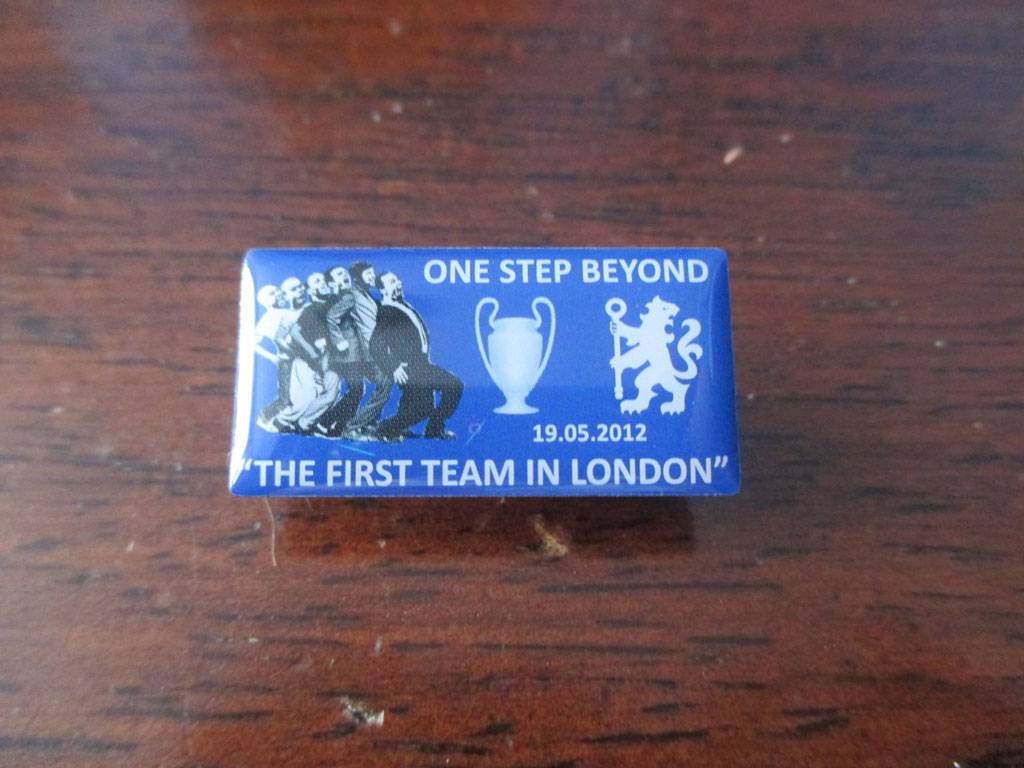 ONE STEP BEYOND
19.05.2012
"THE FIRST TEAM IN LONDON"